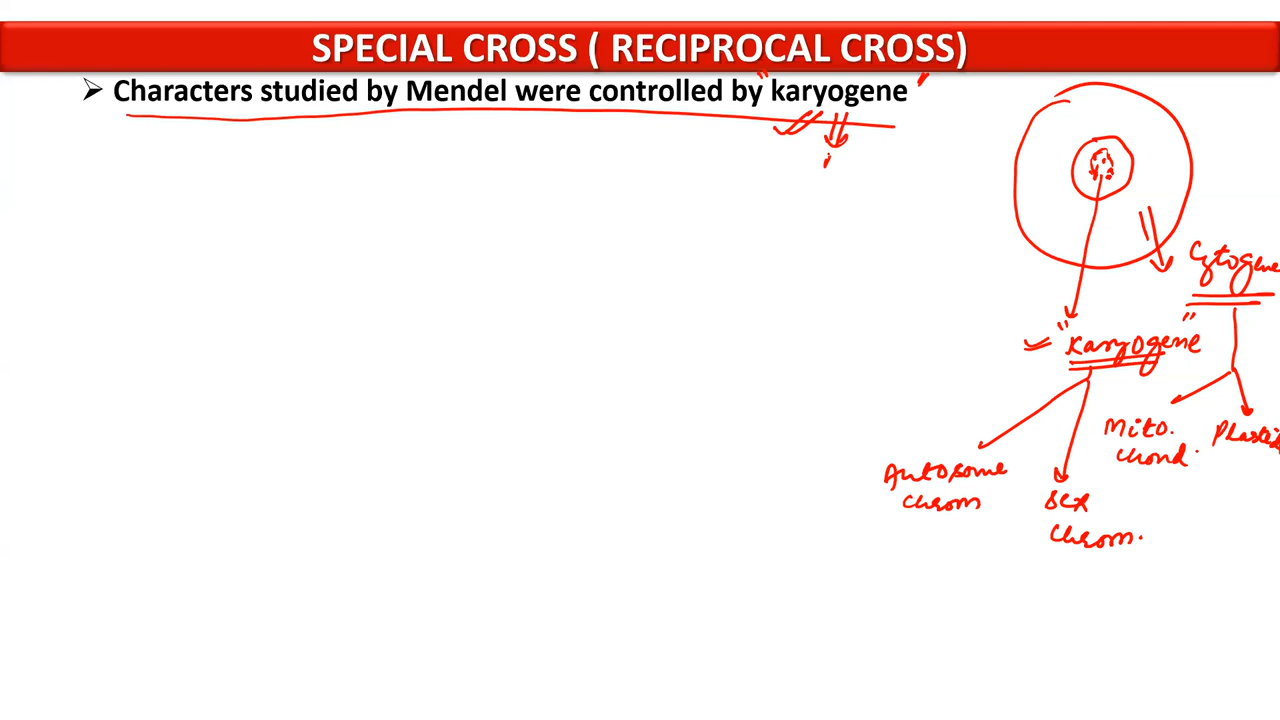 SPECIAL CROSS ( RECIPROCAL CROSS)
➢ Characters studied by Mendel were controlled by "karyogene"
Cytogene
"Karyogene"
Mito.
chond.
Plastid
Autosome
chrom
sex
chrom.